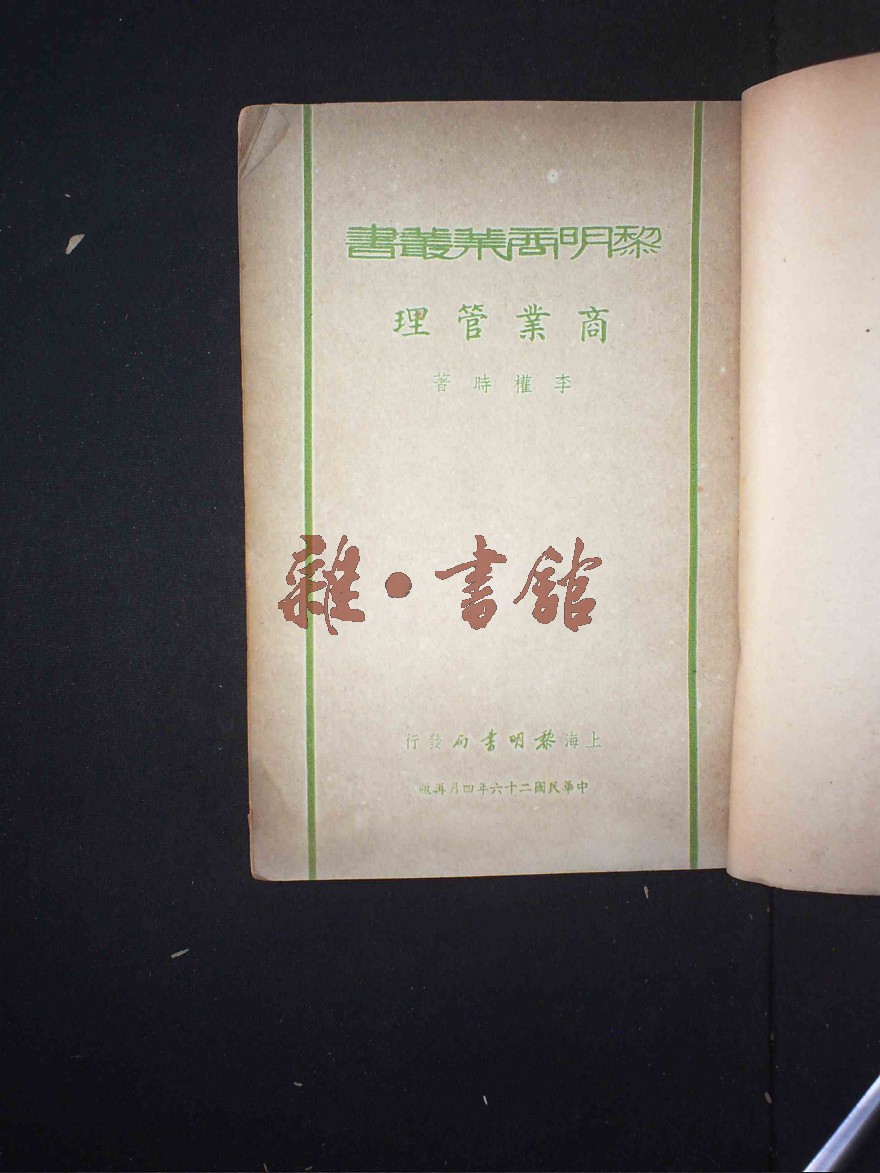 黎明商業叢書
商業管理
李權時著
雜·書館
上海黎明書局發行
中華民國二十六年四月再版